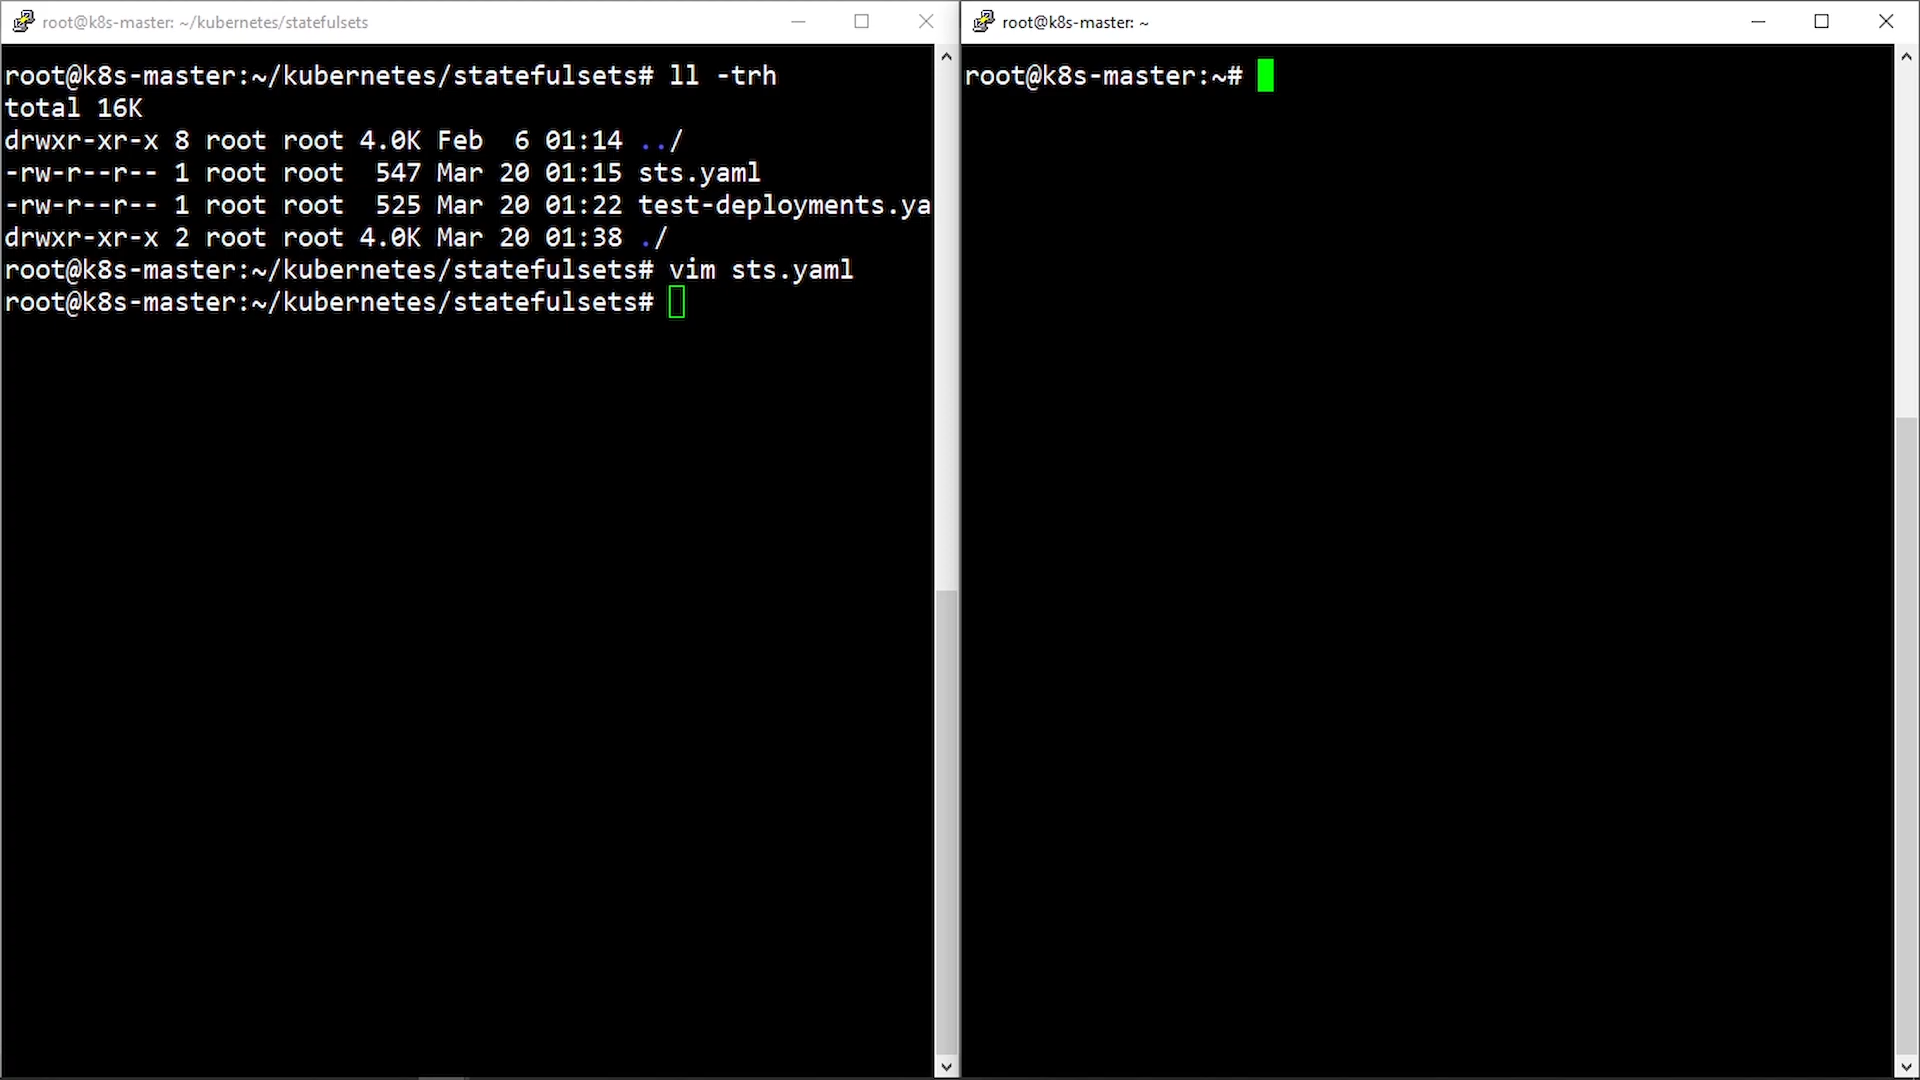 root@k8s-master: ~/kubernetes/statefulsets
root@k8s-master:~/kubernetes/statefulsets# ll -trh
total 16K
drwxr-xr-x 8 root root 4.0K Feb  6 01:14 ../
-rw-r--r-- 1 root root  547 Mar 20 01:15 sts.yaml
-rw-r--r-- 1 root root  525 Mar 20 01:22 test-deployments.ya
drwxr-xr-x 2 root root 4.0K Mar 20 01:38 ./
root@k8s-master:~/kubernetes/statefulsets# vim sts.yaml
root@k8s-master:~/kubernetes/statefulsets#
root@k8s-master: ~
root@k8s-master:~#